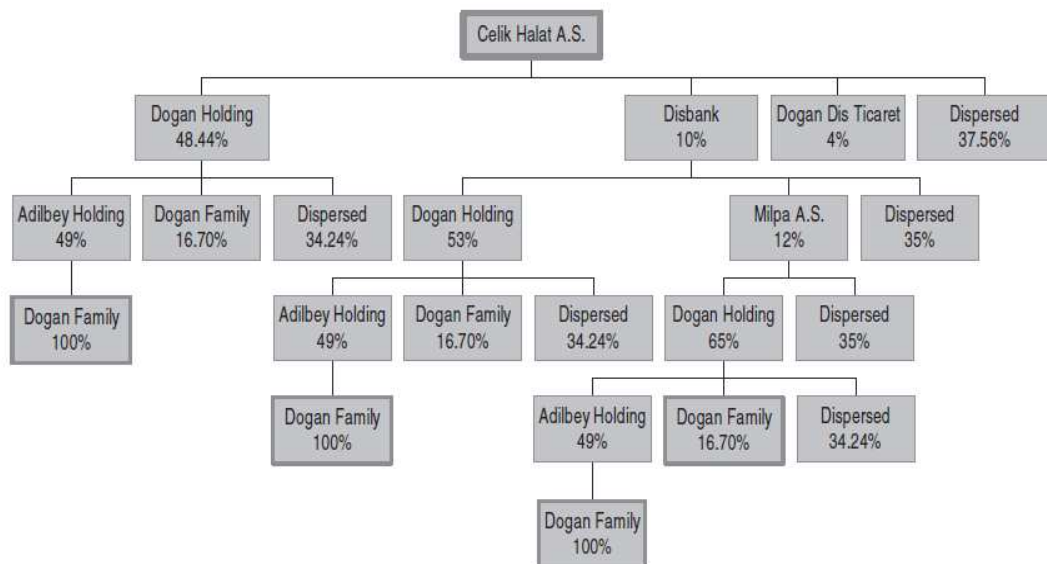 Celik Halat A.S.
Dogan Holding
48.44%
Disbank
10%
Dogan Dis Ticaret
4%
Dispersed
37.56%
Adilbey Holding
49%
Dogan Family
16.70%
Dispersed
34.24%
Dogan Holding
53%
Milpa A.S.
12%
Dispersed
35%
Dogan Family
100%
Adilbey Holding
49%
Dogan Family
16.70%
Dispersed
34.24%
Dogan Holding
65%
Dispersed
35%
Dogan Family
100%
Adilbey Holding
49%
Dogan Family
16.70%
Dispersed
34.24%
Dogan Family
100%